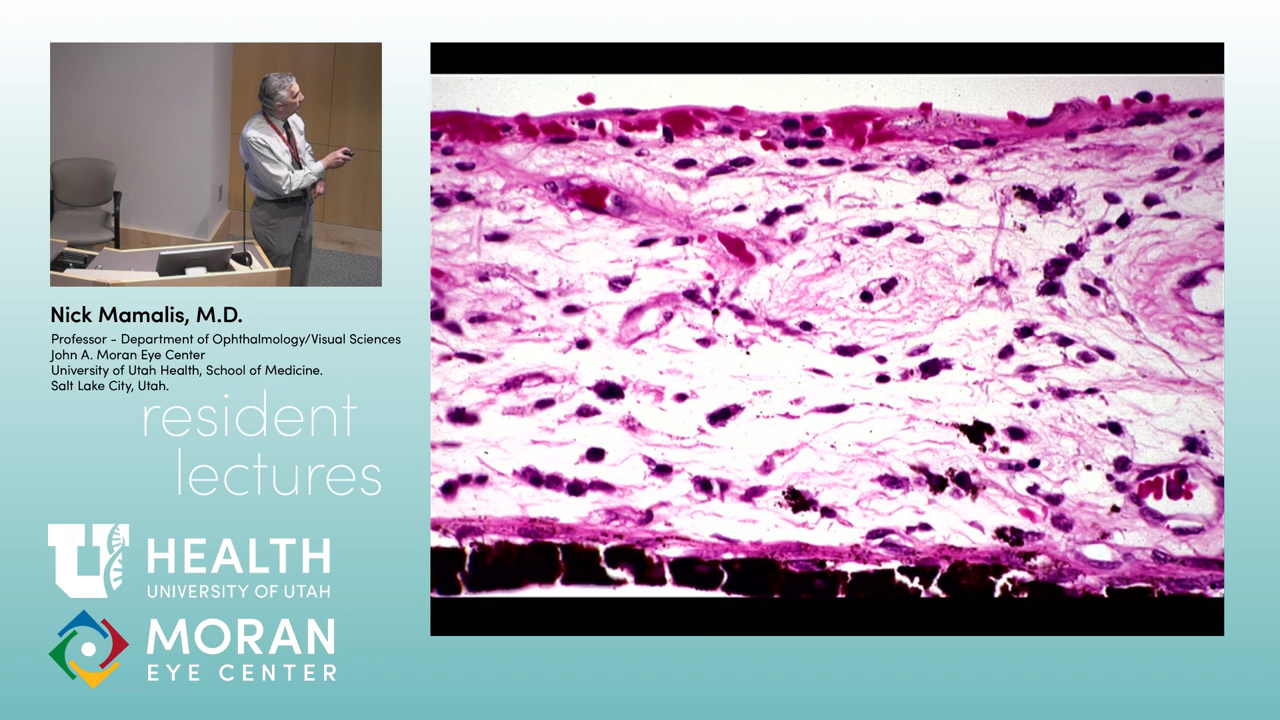 Nick Mamalis, M.D.
Professor - Department of Ophthalmology/Visual Sciences
John A. Moran Eye Center
University of Utah Health, School of Medicine.
Salt Lake City, Utah.
resident
lectures
U HEALTH
UNIVERSITY OF UTAH
MORAN
EYE CENTER